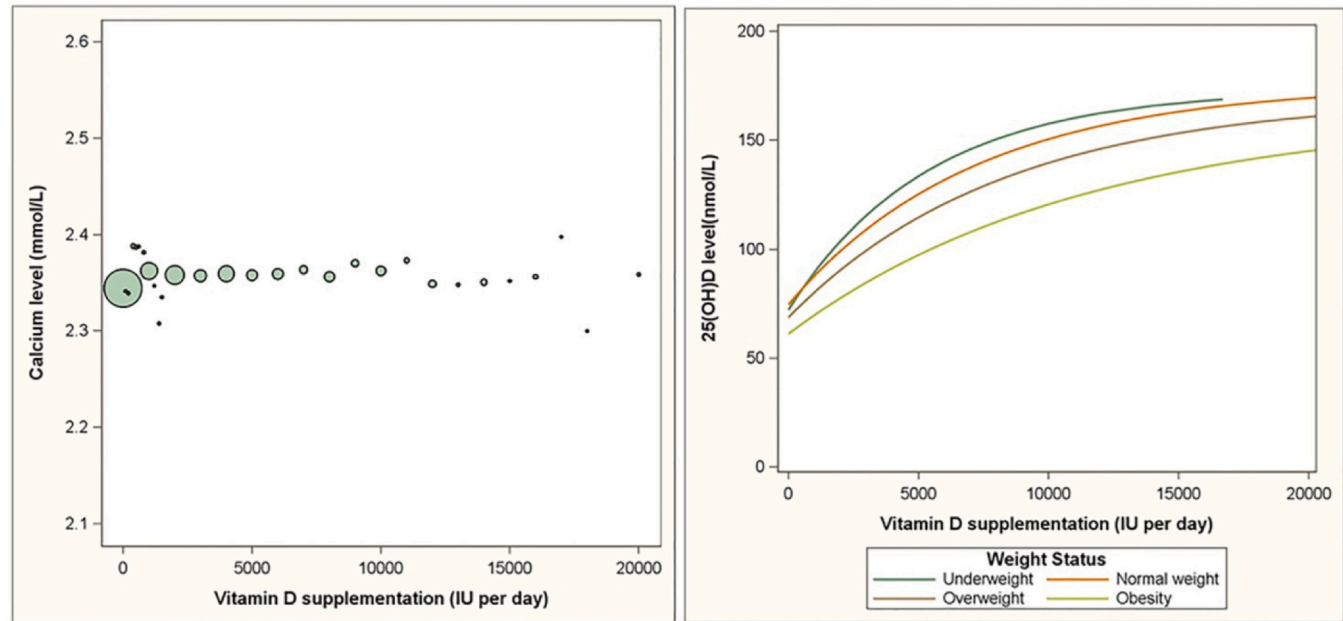 Calcium level (mmol/L)
2.6
2.5
2.4
2.3
2.2
2.1
0
5000
10000
15000
20000
Vitamin D supplementation (IU per day)
25(OH)D level(nmol/L)
200
150
100
50
0
0
5000
10000
15000
20000
Vitamin D supplementation (IU per day)
Weight Status
Underweight
Normal weight
Overweight
Obesity